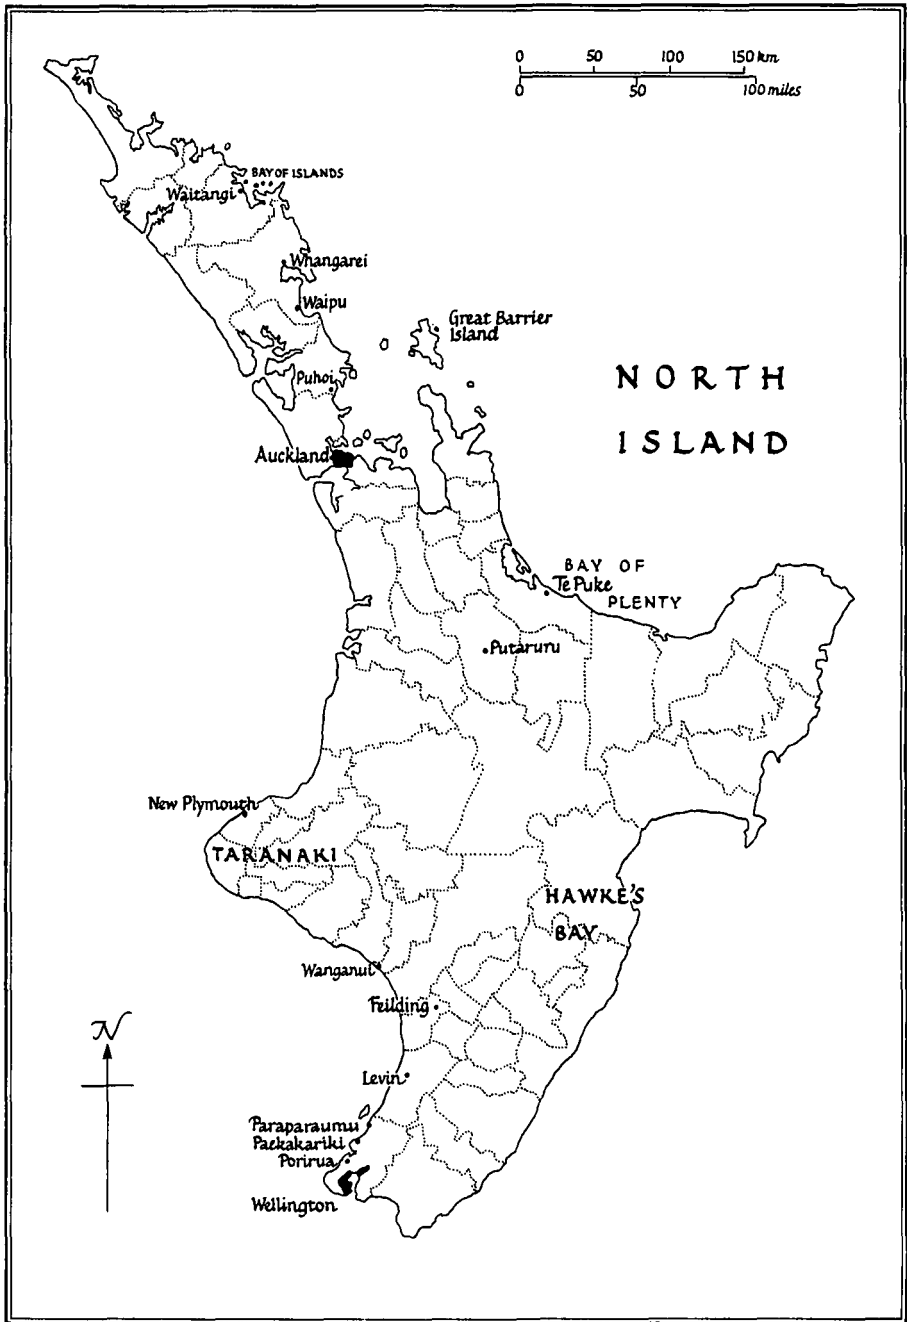 0 50 100 150 km
0 50 100 miles
BAY OF ISLANDS
Waitangi
Whangarei
Waipu
Great Barrier
Island
Puhoi
NORTH
ISLAND
Auckland
BAY OF
Te Puke
PLENTY
Putaruru
New Plymouth
TARANAKI
HAWKE'S
BAY
Wanganui
Feilding
N
Levin
Paraparaumu
Paekakariki
Porirua
Wellington